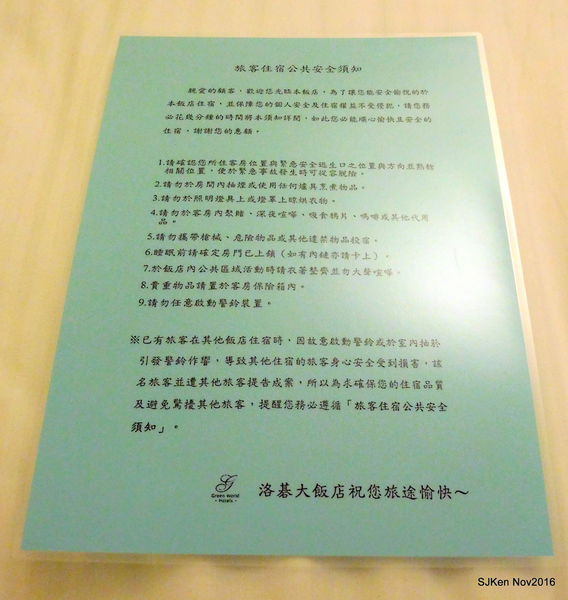 旅客住宿公共安全須知
親愛的顧客，歡迎您光臨本飯店，為了讓您能安全愉悅的於
本飯店住宿，並保障您的個人安全及住宿權益不受侵犯，請您務
必花幾分鐘的時間將本須知詳閱，如此您必能順心愉快且安全的
住宿，謝謝您的惠顧。
1.請確認您所住客房位置與緊急安全逃生口之位置與方向並熟稔
相關位置，便於緊急事故發生時可從容脫險。
2.請勿於房間內抽煙或使用任何爐具烹煮物品。
3.請勿於照明燈具上或燈罩上晾烘衣物。
4.請勿於客房內聚賭、深夜喧嘩、吸食鴉片、嗎啡或其他代用
品。
5.請勿攜帶槍械、危險物品或其他違禁物品投宿。
6.睡眠前請確定房門已上鎖（如有內鏈亦請卡上）。
7.於飯店內公共區域活動時請衣著整齊並勿大聲喧嘩。
8.貴重物品請置於客房保險箱內。
9.請勿任意啟動警鈴裝置。
※已有旅客在其他飯店住宿時，因故意啟動警鈴或於室內抽菸
引發警鈴作響，導致其他住宿的旅客身心安全受到損害，該
名旅客並遭其他旅客提告成案，所以為求確保您的住宿品質
及避免驚擾其他旅客，提醒您務必遵循「旅客住宿公共安全
須知」。
G
Green World
- Hotels -
洛碁大飯店祝您旅途愉快～
SJKen Nov2016